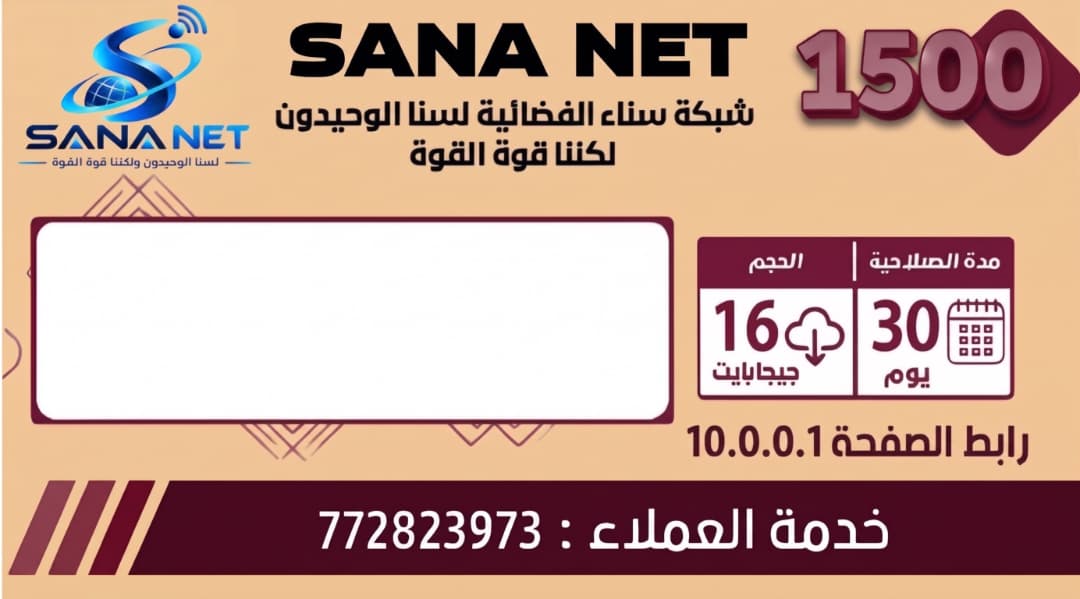 SANA NET
لسنا الوحيدون ولكننا قوة القوة
SANA NET
شبكة سناء الفضائية لسنا الوحيدون
لكننا قوة القوة
1500
مدة الصلاحية
الحجم
30
يوم
16
جيجابايت
رابط الصفحة 10.0.0.1
خدمة العملاء : 772823973